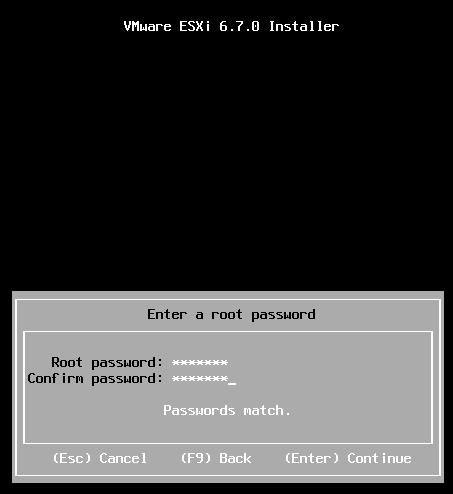 VMware ESXi 6.7.0 Installer
Enter a root password
Root password: *******
Confirm password: *******_
Passwords match.
(Esc) Cancel (F9) Back (Enter) Continue